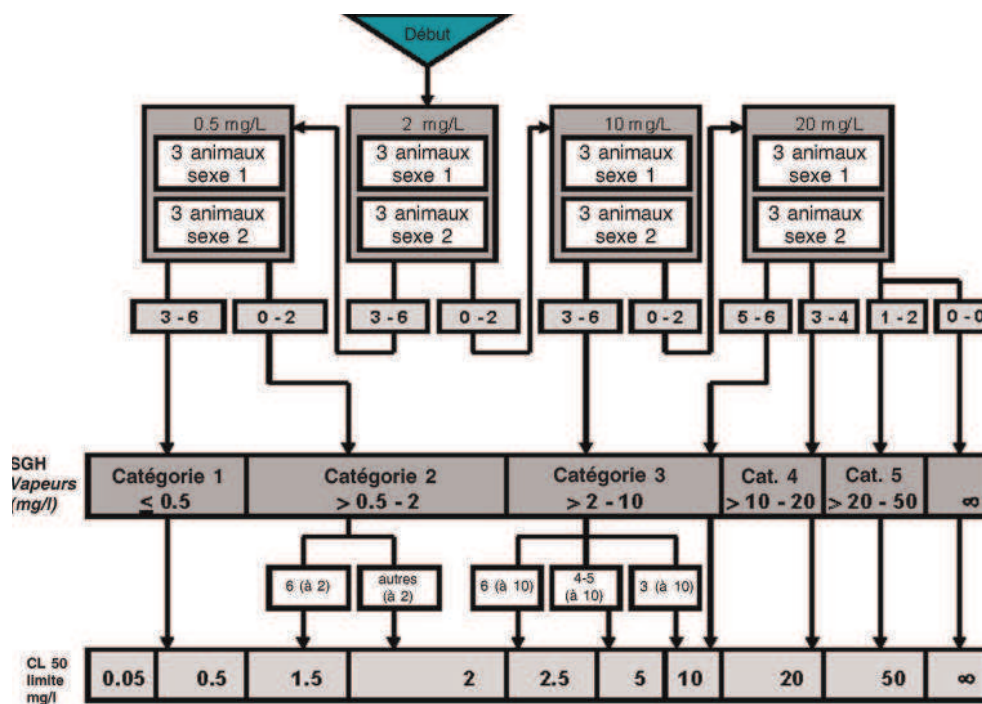 Début
0.5 mg/L
2 mg/L
10 mg/L
20 mg/L
3 animaux
sexe 1
3 animaux
sexe 1
3 animaux
sexe 1
3 animaux
sexe 1
3 animaux
sexe 2
3 animaux
sexe 2
3 animaux
sexe 2
3 animaux
sexe 2
3 - 6
0 - 2
3 - 6
0 - 2
3 - 6
0 - 2
5 - 6
3 - 4
1 - 2
0 - 0
SGH
Vapeurs
(mg/l)
Catégorie 1
≤ 0.5
Catégorie 2
> 0.5 - 2
Catégorie 3
> 2 - 10
Cat. 4
> 10 - 20
Cat. 5
> 20 - 50
∞
6 (à 2)
autres
(à 2)
6 (à 10)
4-5
(à 10)
3 (à 10)
CL 50
limite
mg/l
0.05
0.5
1.5
2
2.5
5
10
20
50
∞